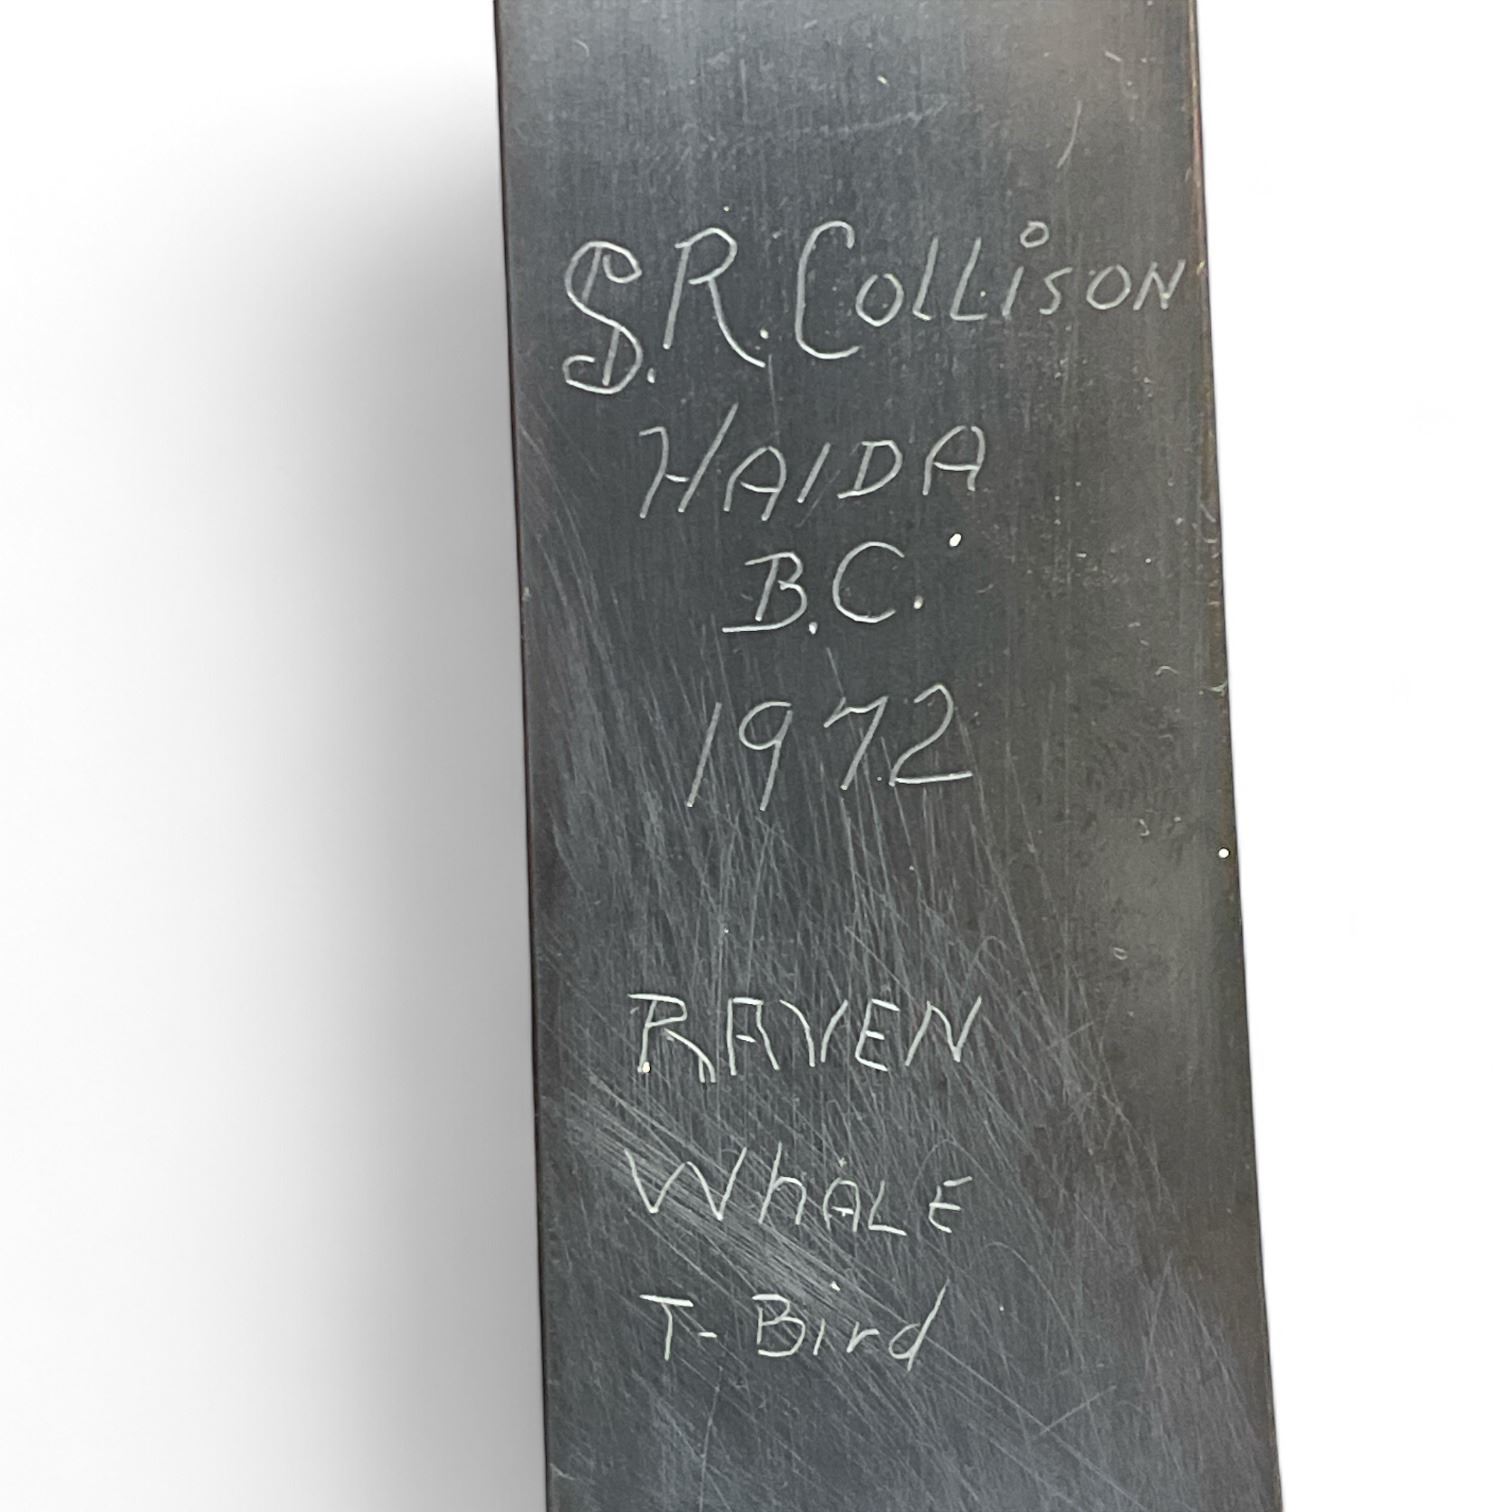 S.R. COLLiSON
HAIDA
B.C.
1972
RAVEN
WhALE
T-Bird